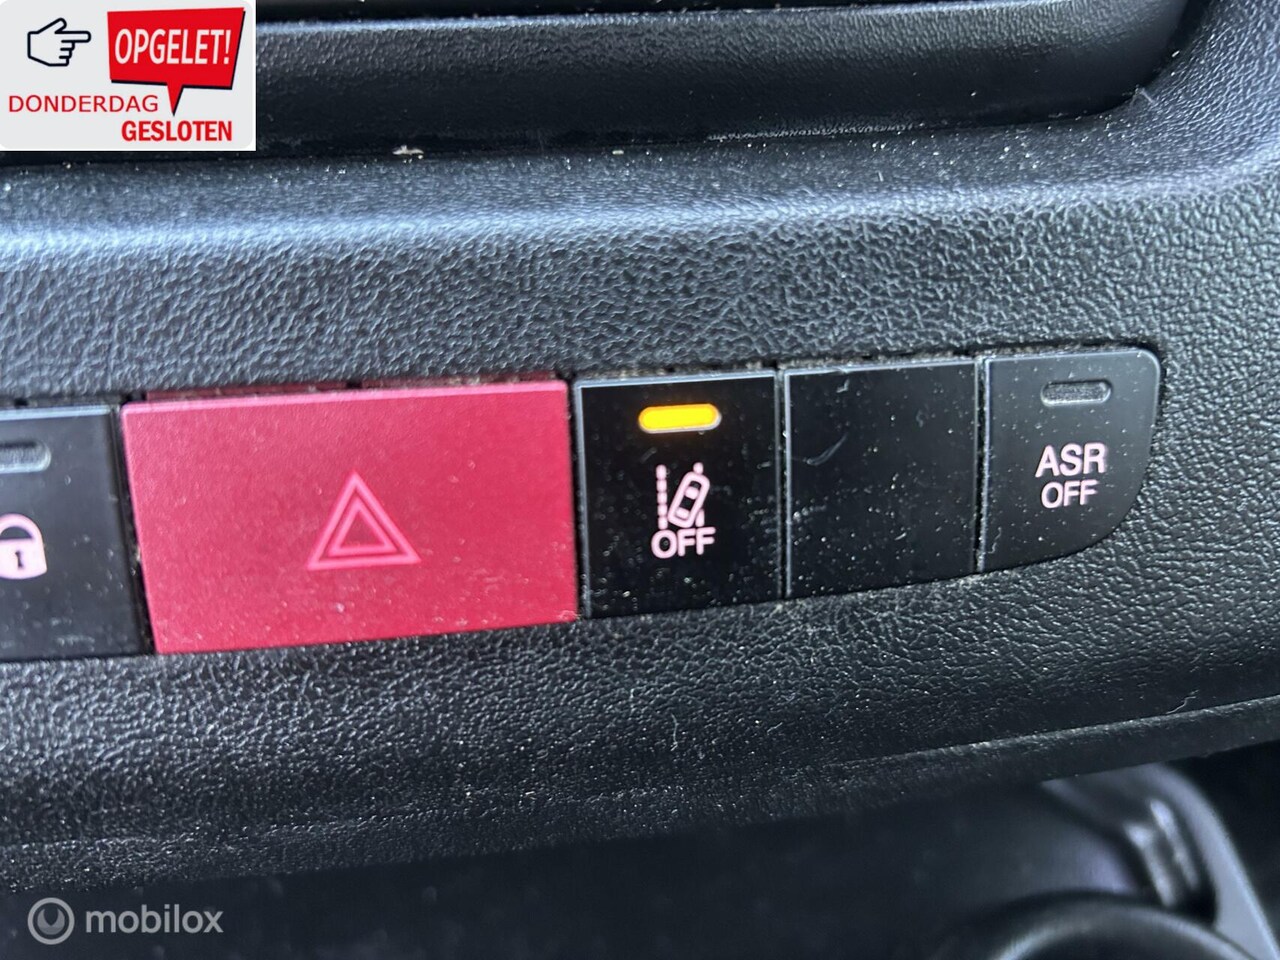 OPGELET!
DONDERDAG
GESLOTEN
OFF
ASR
OFF
mobilox